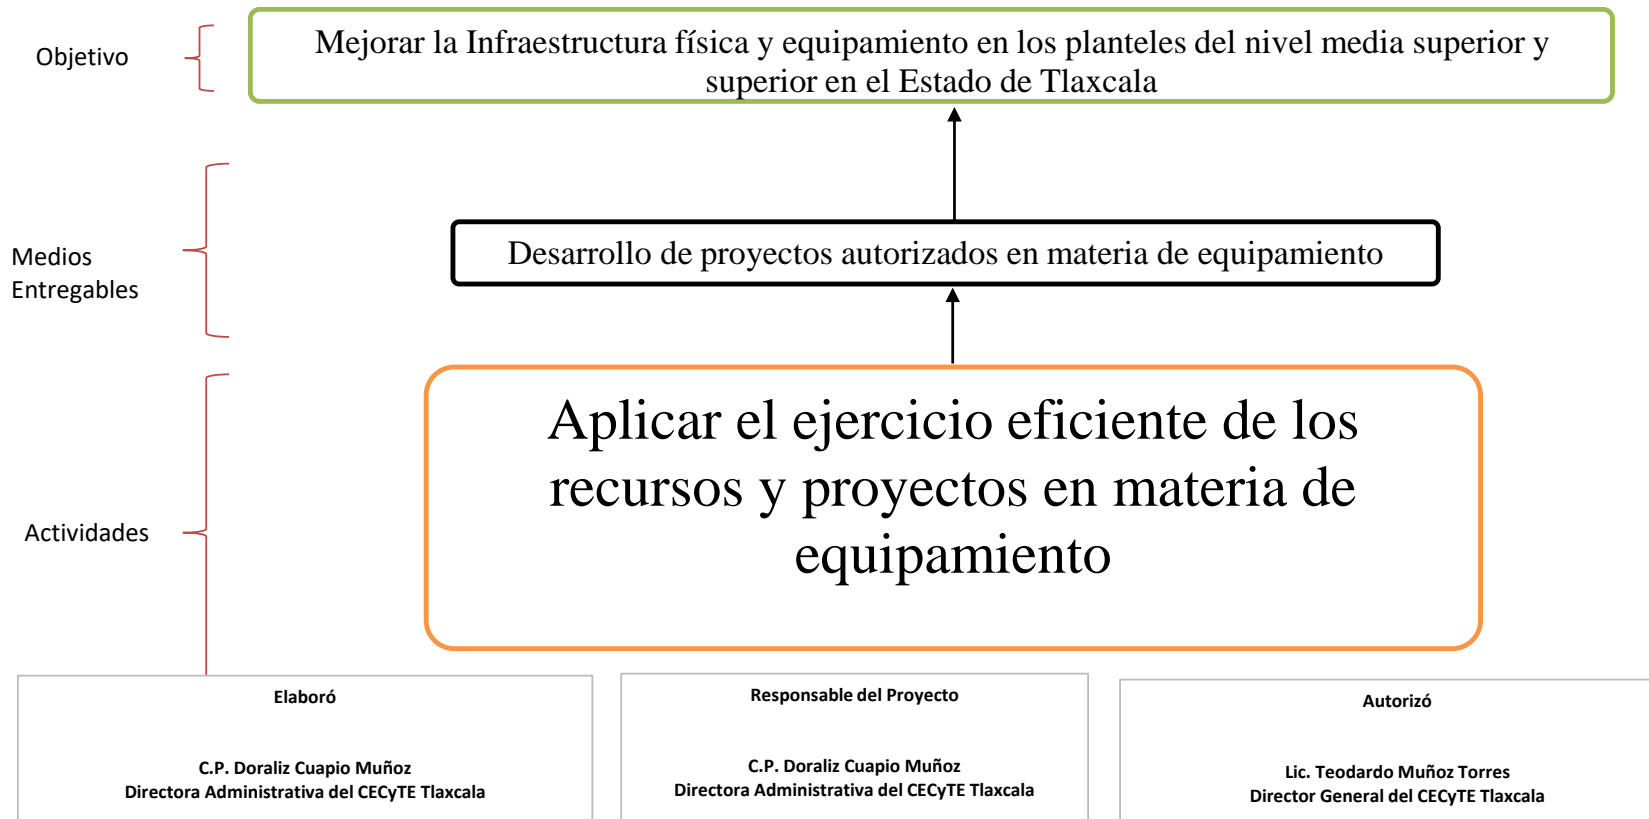 Objetivo
Mejorar la Infraestructura física y equipamiento en los planteles del nivel media superior y
superior en el Estado de Tlaxcala
Medios
Entregables
Desarrollo de proyectos autorizados en materia de equipamiento
Actividades
Aplicar el ejercicio eficiente de los
recursos y proyectos en materia de
equipamiento
Elaboró
C.P. Doraliz Cuapio Muñoz
Directora Administrativa del CECyTE Tlaxcala
Responsable del Proyecto
C.P. Doraliz Cuapio Muñoz
Directora Administrativa del CECyTE Tlaxcala
Autorizó
Lic. Teodardo Muñoz Torres
Director General del CECyTE Tlaxcala